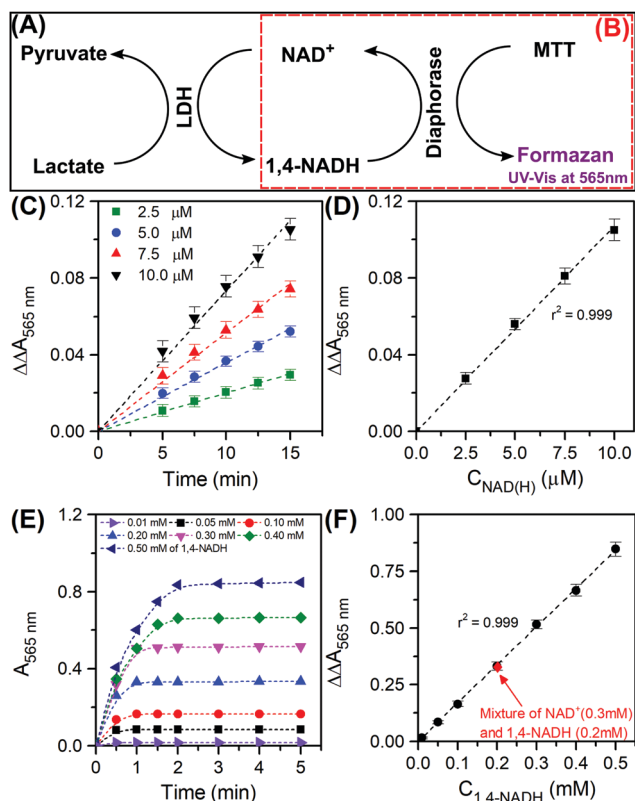 (A)
(B)
Pyruvate
NAD⁺
MTT
LDH
Diaphorase
Lactate
1,4-NADH
Formazan
UV-Vis at 565nm
(C)
0.12
0.08
0.04
0.00
ΔΔA565 nm
2.5 μM
5.0 μM
7.5 μM
10.0 μM
0 5 10 15
Time (min)
(D)
0.12
0.08
0.04
0.00
ΔΔA565 nm
r² = 0.999
0.0 2.5 5.0 7.5 10.0
CNAD(H) (μM)
(E)
1.2
0.8
0.4
0.0
A565 nm
0.01 mM 0.05 mM 0.10 mM
0.20 mM 0.30 mM 0.40 mM
0.50 mM of 1,4-NADH
0 1 2 3 4 5
Time (min)
(F)
1.00
0.75
0.50
0.25
0.00
ΔΔA565 nm
r² = 0.999
Mixture of NAD⁺(0.3mM)
and 1,4-NADH (0.2mM)
0.0 0.1 0.2 0.3 0.4 0.5
C1,4-NADH (mM)